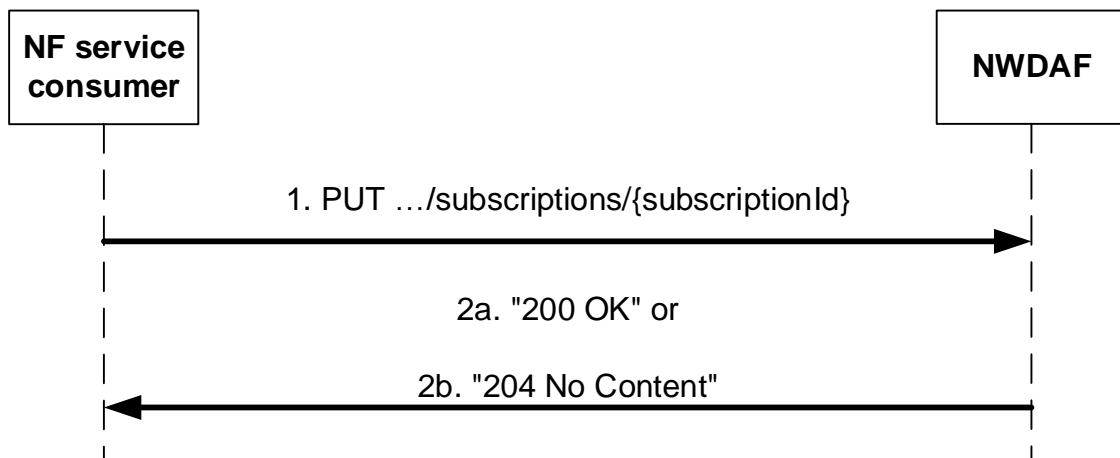 NF service
consumer
NWDAF
1. PUT …/subscriptions/{subscriptionId}
2a. "200 OK" or
2b. "204 No Content"